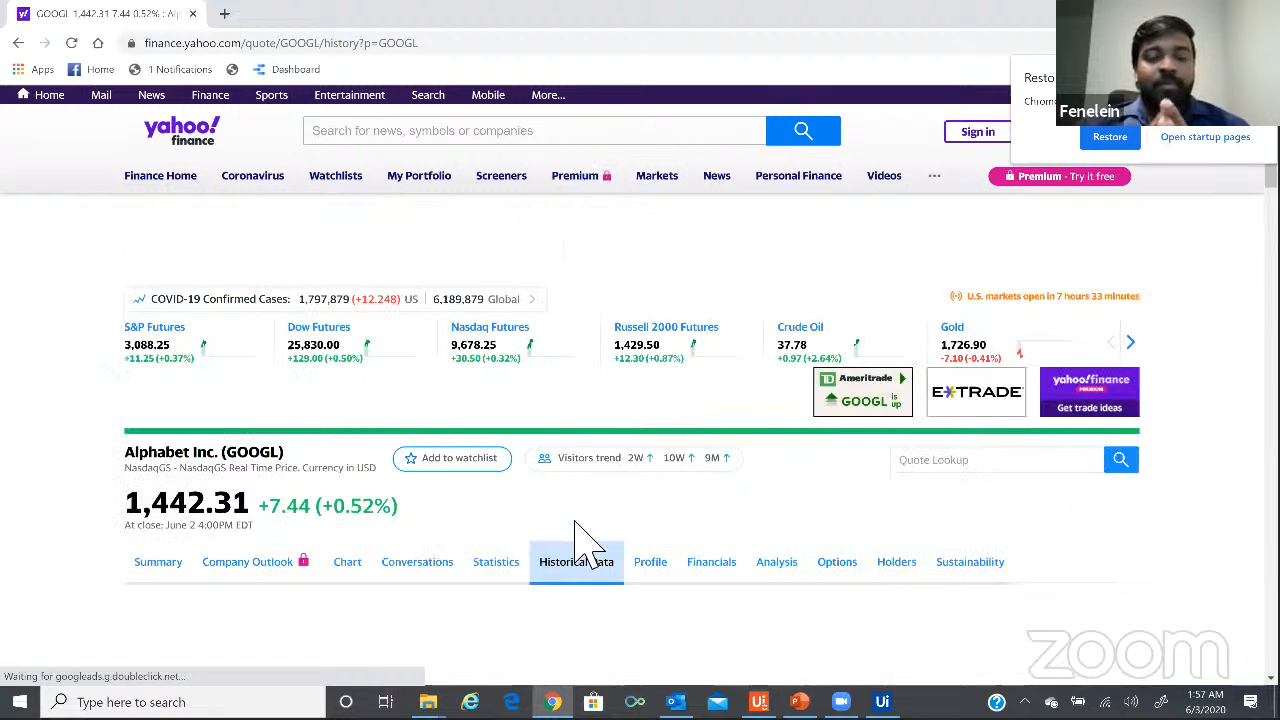 GOOGL 1,442.31 7.44 0.52% : Al
finance.yahoo.com/quote/GOOGL/history?p=GOOGL
Apps Home 1 Notifications Dashboard
Home Mail News Finance Sports Entertainment Search Mobile More...
Fenelein
Restore
Open startup pages
yahoo!
finance
Search for news, symbols or companies
Sign in
Finance Home Coronavirus Watchlists My Portfolio Screeners Premium Markets News Personal Finance Videos ... Premium - Try it free
COVID-19 Confirmed Cases: 1,797,879 (+12,248) US 6,189,879 Global
U.S. markets open in 7 hours 33 minutes
S&P Futures Dow Futures Nasdaq Futures Russell 2000 Futures Crude Oil Gold
3,088.25 25,830.00 9,678.25 1,429.50 37.78 1,726.90
+11.25 (+0.37%) +129.00 (+0.50%) +30.50 (+0.32%) +12.30 (+0.87%) +0.97 (+2.64%) -7.10 (-0.41%)
TD Ameritrade
GOOGL is up
E*TRADE
yahoo!finance
PREMIUM
Get trade ideas
Alphabet Inc. (GOOGL)
NasdaqGS - NasdaqGS Real Time Price. Currency in USD
Add to watchlist
Visitors trend 2W ↑ 10W ↑ 9M ↑
Quote Lookup
1,442.31 +7.44 (+0.52%)
At close: June 2 4:00PM EDT
Summary Company Outlook Chart Conversations Statistics Historical Data Profile Financials Analysis Options Holders Sustainability
zoom
Waiting for googleads.g.doubleclick.net...
Type here to search
1:57 AM
6/3/2020